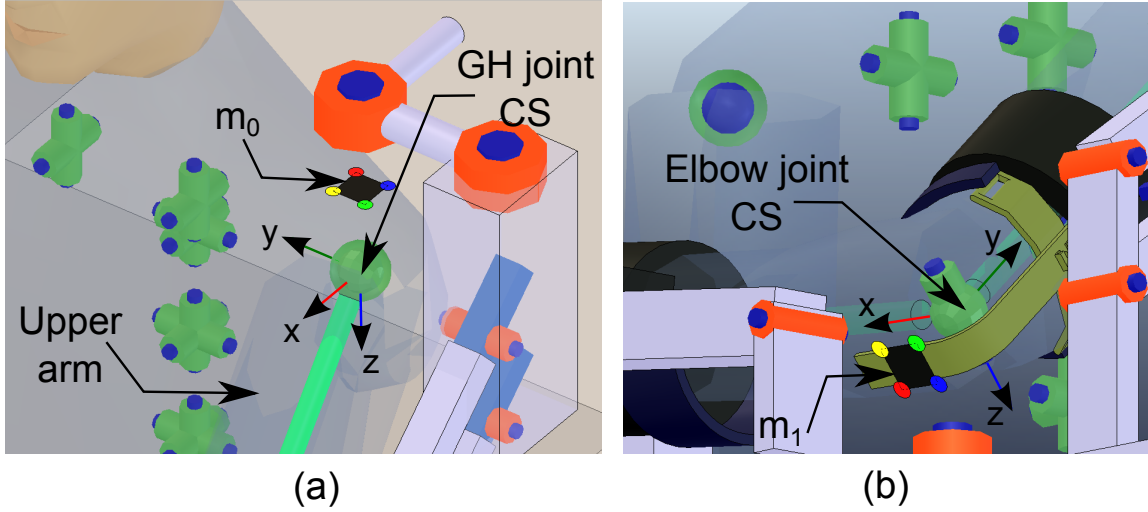 GH joint
CS
m₀
y
x
z
Upper
arm
(a)
Elbow joint
CS
y
x
z
m₁
(b)